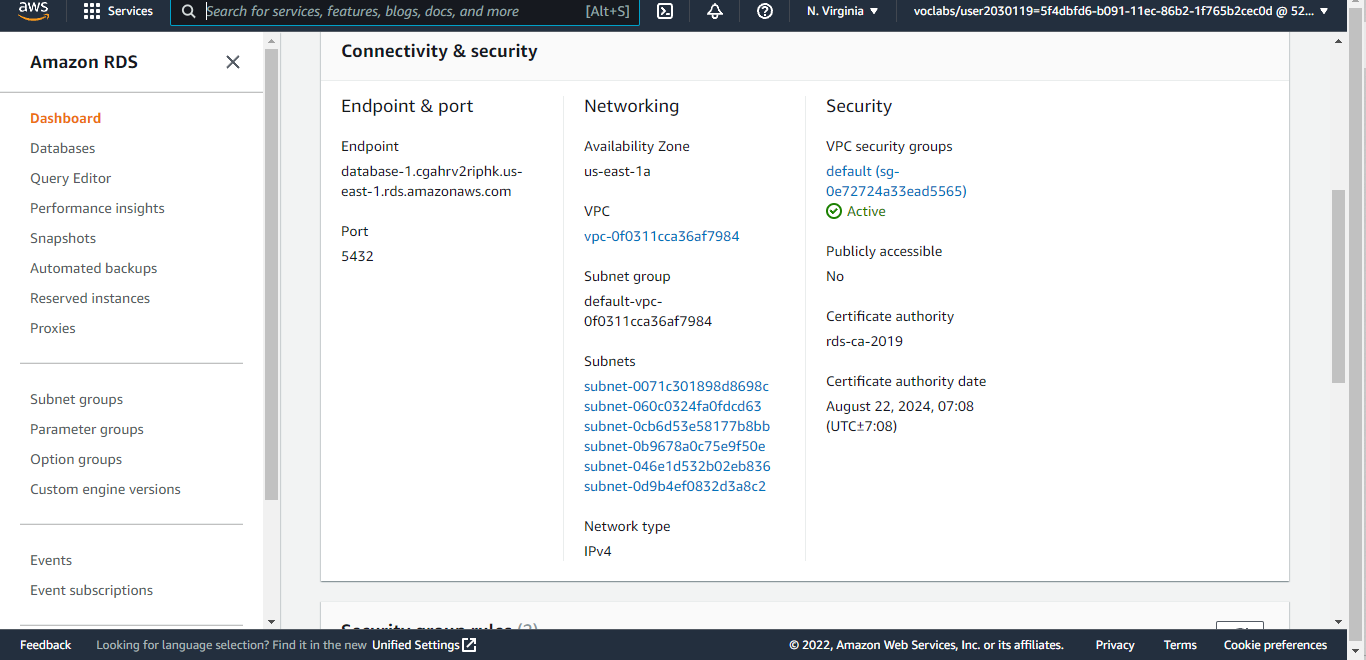 aws
Services
Search for services, features, blogs, docs, and more
[Alt+S]
N. Virginia
voclabs/user2030119=5f4dbfd6-b091-11ec-86b2-1f765b2cec0d @ 52...
Amazon RDS
Dashboard
Databases
Query Editor
Performance insights
Snapshots
Automated backups
Reserved instances
Proxies
Subnet groups
Parameter groups
Option groups
Custom engine versions
Events
Event subscriptions
Connectivity & security
Endpoint & port
Endpoint
database-1.cgahrv2riphk.us-
east-1.rds.amazonaws.com
Port
5432
Networking
Availability Zone
us-east-1a
VPC
vpc-0f0311cca36af7984
Subnet group
default-vpc-
0f0311cca36af7984
Subnets
subnet-0071c301898d8698c
subnet-060c0324fa0fdcd63
subnet-0cb6d53e58177b8bb
subnet-0b9678a0c75e9f50e
subnet-046e1d532b02eb836
subnet-0d9b4ef0832d3a8c2
Network type
IPv4
Security
VPC security groups
default (sg-
0e72724a33ead5565)
Active
Publicly accessible
No
Certificate authority
rds-ca-2019
Certificate authority date
August 22, 2024, 07:08
(UTC±7:08)
Security group rules (2)
Feedback
Looking for language selection? Find it in the new Unified Settings
© 2022, Amazon Web Services, Inc. or its affiliates.
Privacy
Terms
Cookie preferences